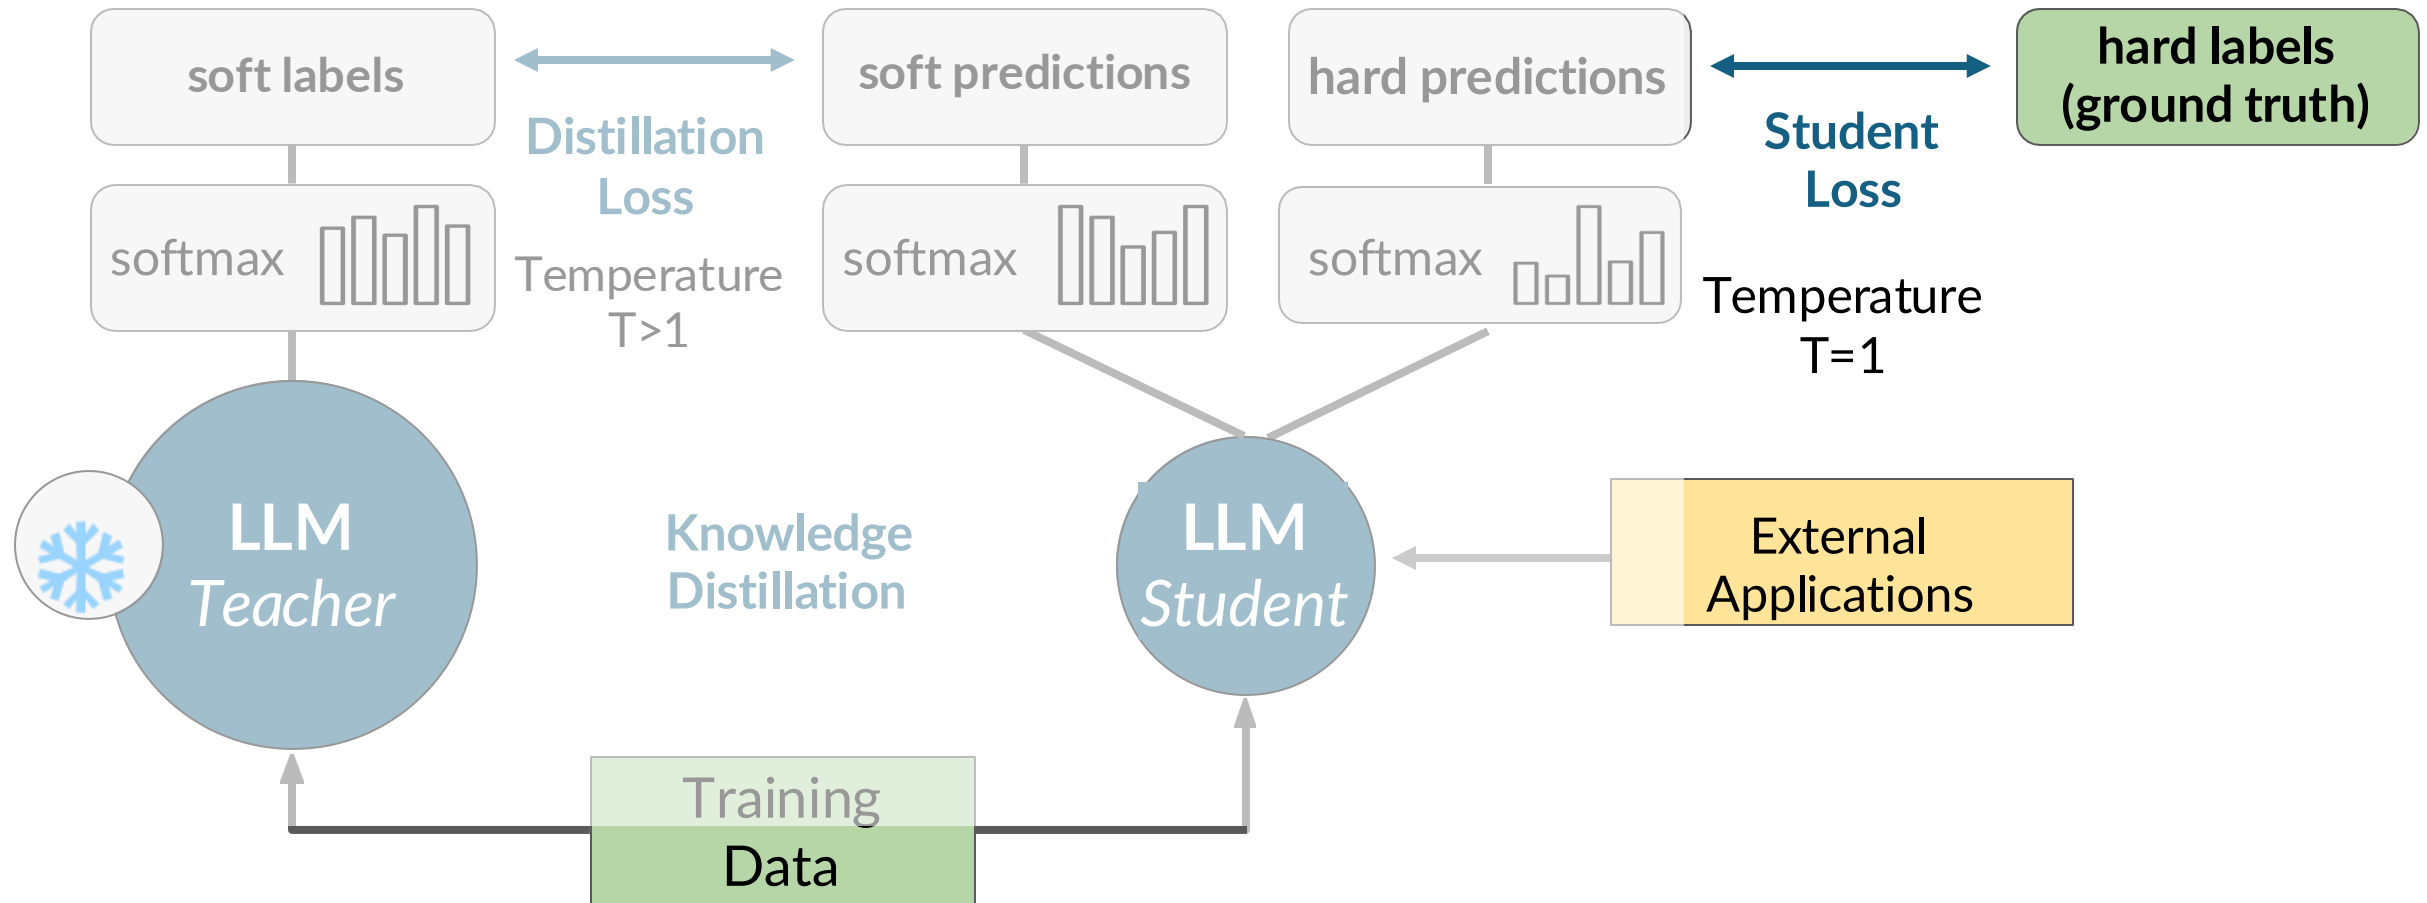 soft labels
Distillation
Loss
Temperature
T>1
softmax
soft predictions
softmax
hard predictions
softmax
Student
Loss
Temperature
T=1
hard labels
(ground truth)
LLM
Teacher
Knowledge
Distillation
LLM
Student
External
Applications
Training
Data